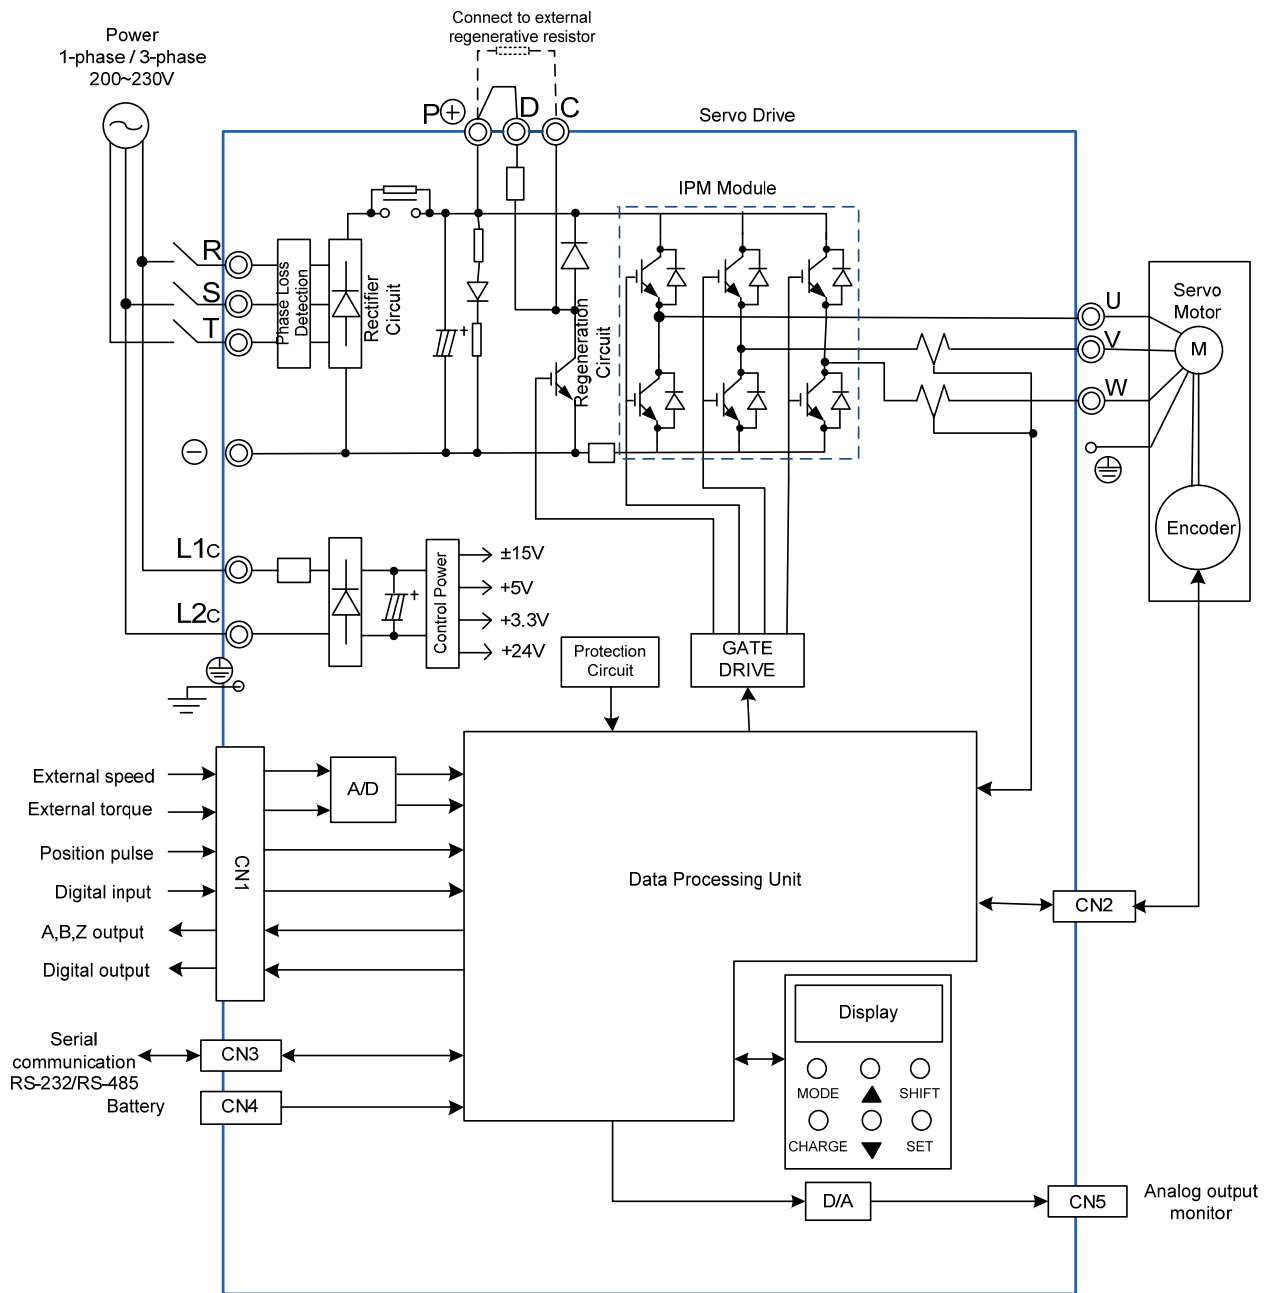 Connect to external
regenerative resistor
Power
1-phase / 3-phase
200~230V
P⊕
D
C
Servo Drive
IPM Module
R
S
T
Phase Loss
Detection
Rectifier
Circuit
+
Regeneration
Circuit
U
V
W
Servo
Motor
M
Encoder
−
L1C
L2C
+
Control Power
±15V
+5V
+3.3V
+24V
Protection
Circuit
GATE
DRIVE
External speed
External torque
Position pulse
Digital input
A,B,Z output
Digital output
CN1
A/D
Data Processing Unit
CN2
Serial
communication
RS-232/RS-485
CN3
Battery
CN4
Display
MODE
▲
SHIFT
CHARGE
▼
SET
D/A
CN5
Analog output
monitor